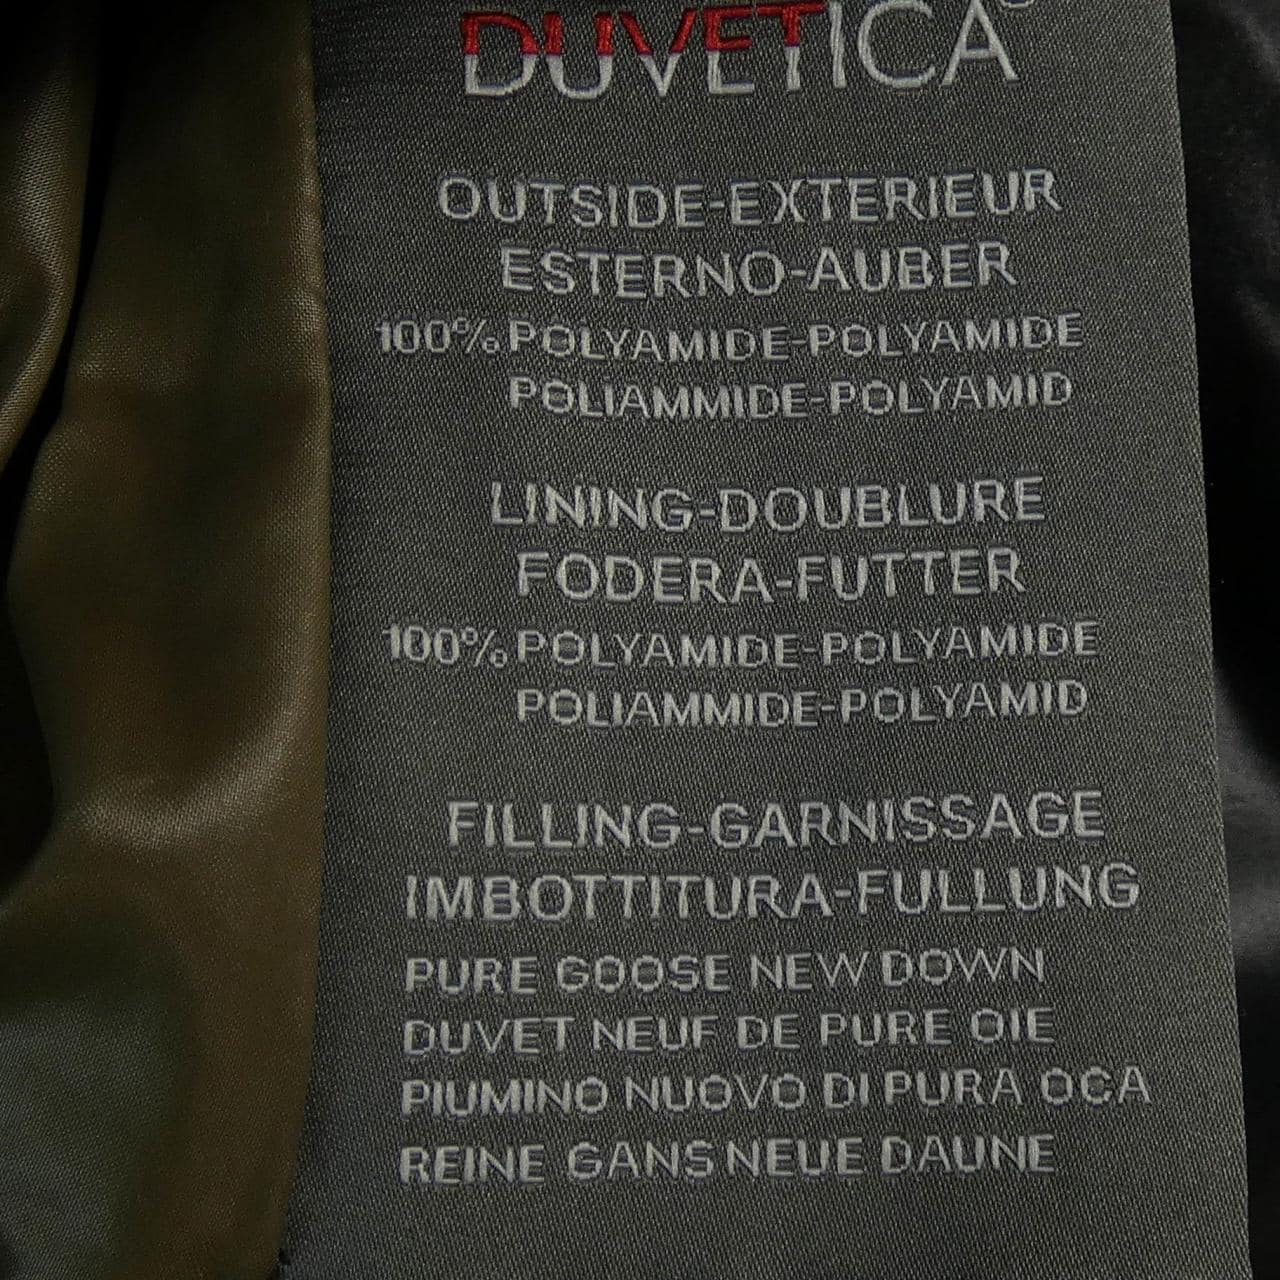 DUVETICA
OUTSIDE-EXTERIEUR
ESTERNO-AUBER
100% POLYAMIDE-POLYAMIDE
POLIAMMIDE-POLYAMID
LINING-DOUBLURE
FODERA-FUTTER
100% POLYAMIDE-POLYAMIDE
POLIAMMIDE-POLYAMID
FILLING-GARNISSAGE
IMBOTTITURA-FULLUNG
PURE GOOSE NEW DOWN
DUVET NEUF DE PURE OIE
PIUMINO NUOVO DI PURA OCA
REINE GANS NEUE DAUNE